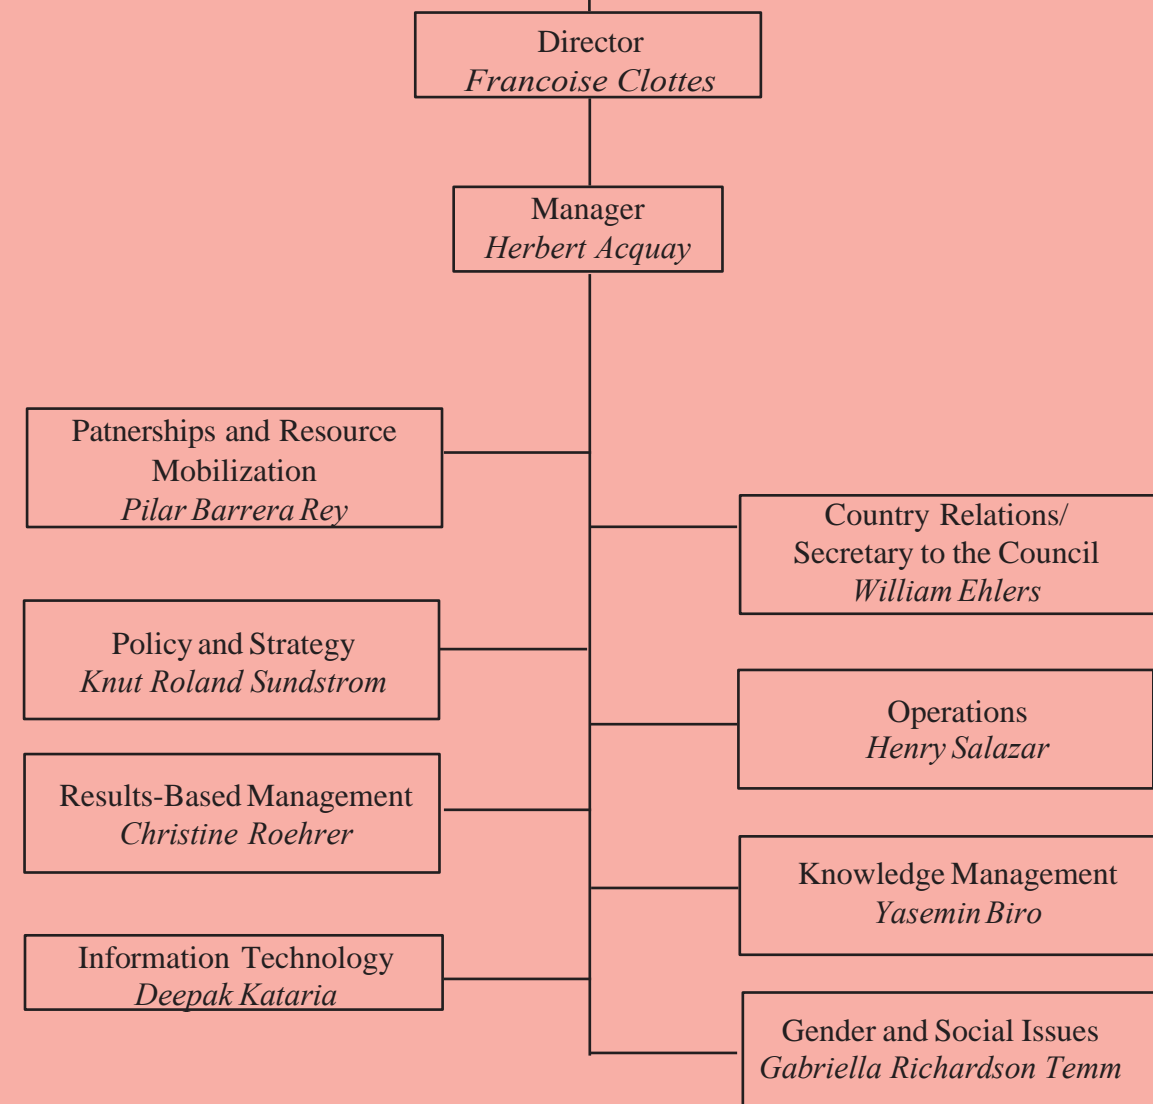 Director
Francoise Clottes
Manager
Herbert Acquay
Patnerships and Resource
Mobilization
Pilar Barrera Rey
Country Relations/
Secretary to the Council
William Ehlers
Policy and Strategy
Knut Roland Sundstrom
Operations
Henry Salazar
Results-Based Management
Christine Roehrer
Knowledge Management
Yasemin Biro
Information Technology
Deepak Kataria
Gender and Social Issues
Gabriella Richardson Temm